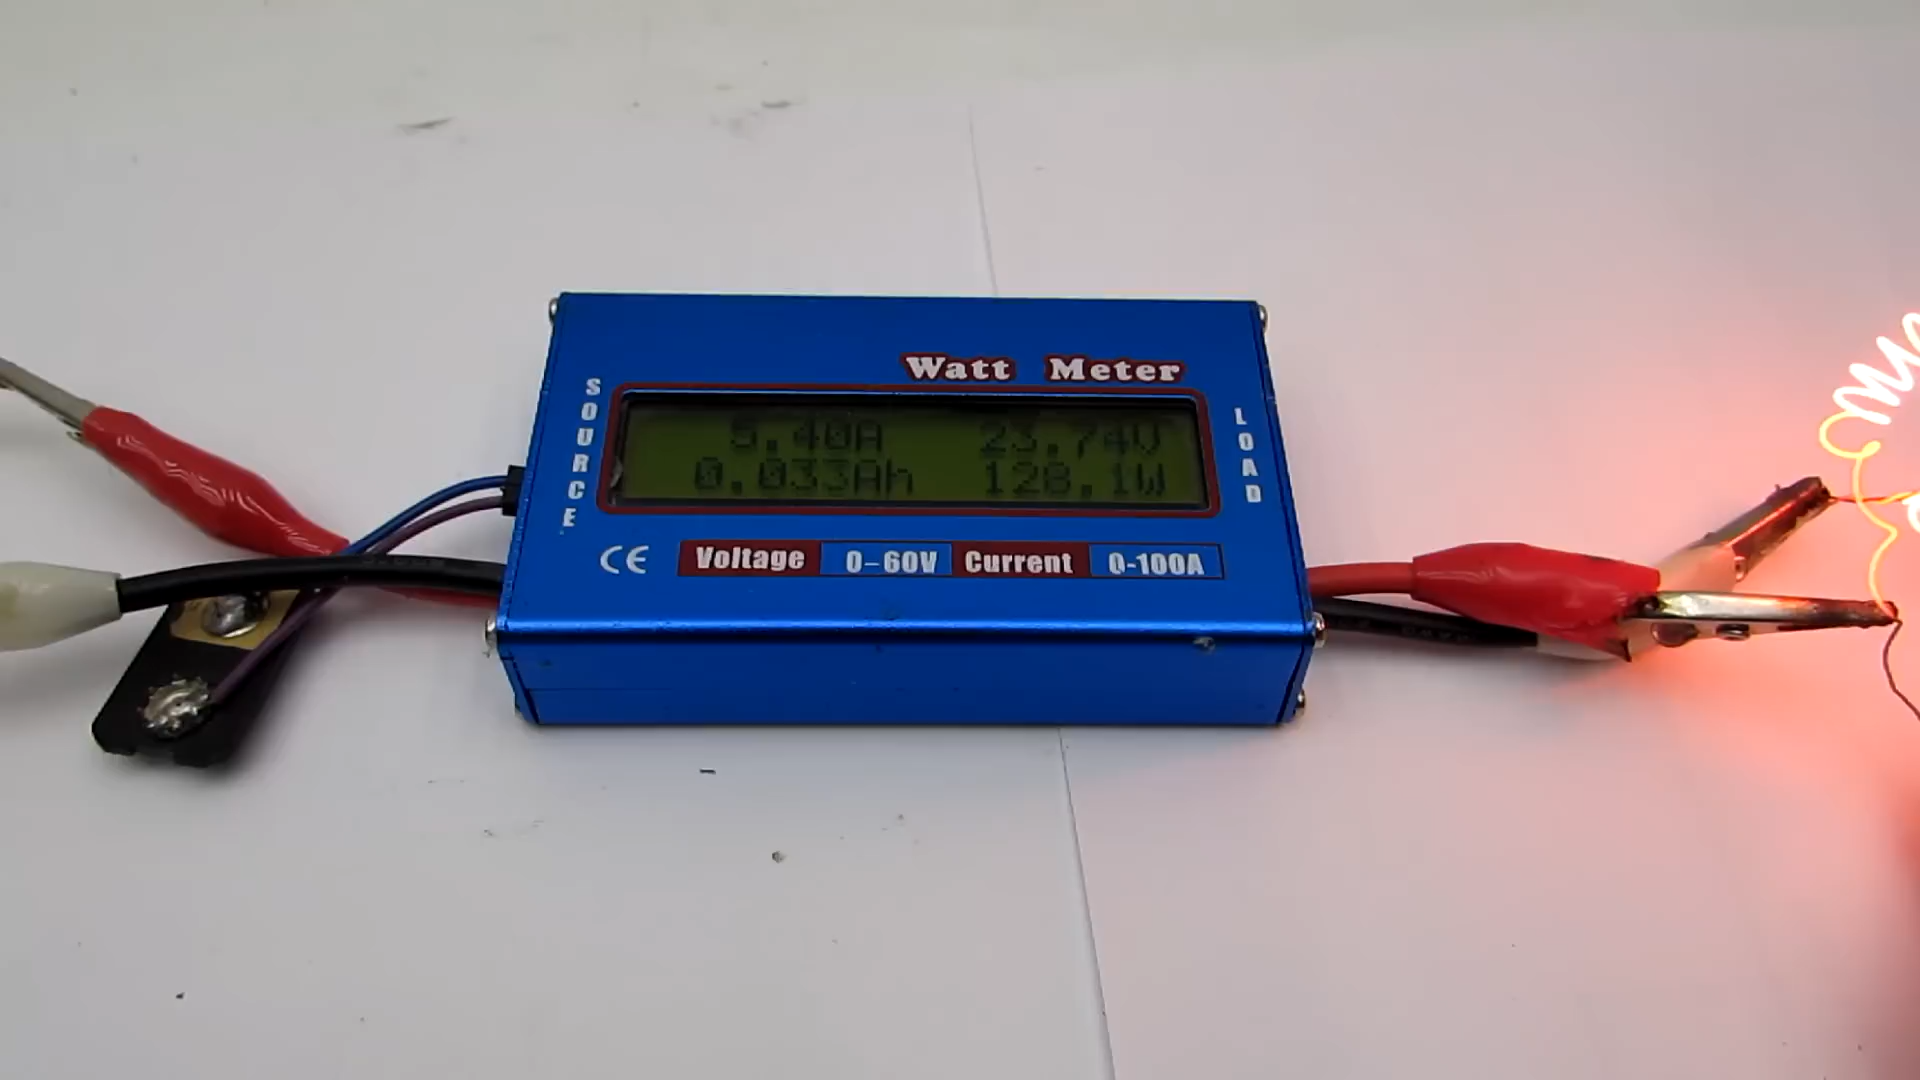 Watt Meter
SOURCE
5.40A 23.74V
0.033Ah 128.1W
LOAD
CE Voltage 0-60V Current 0-100A